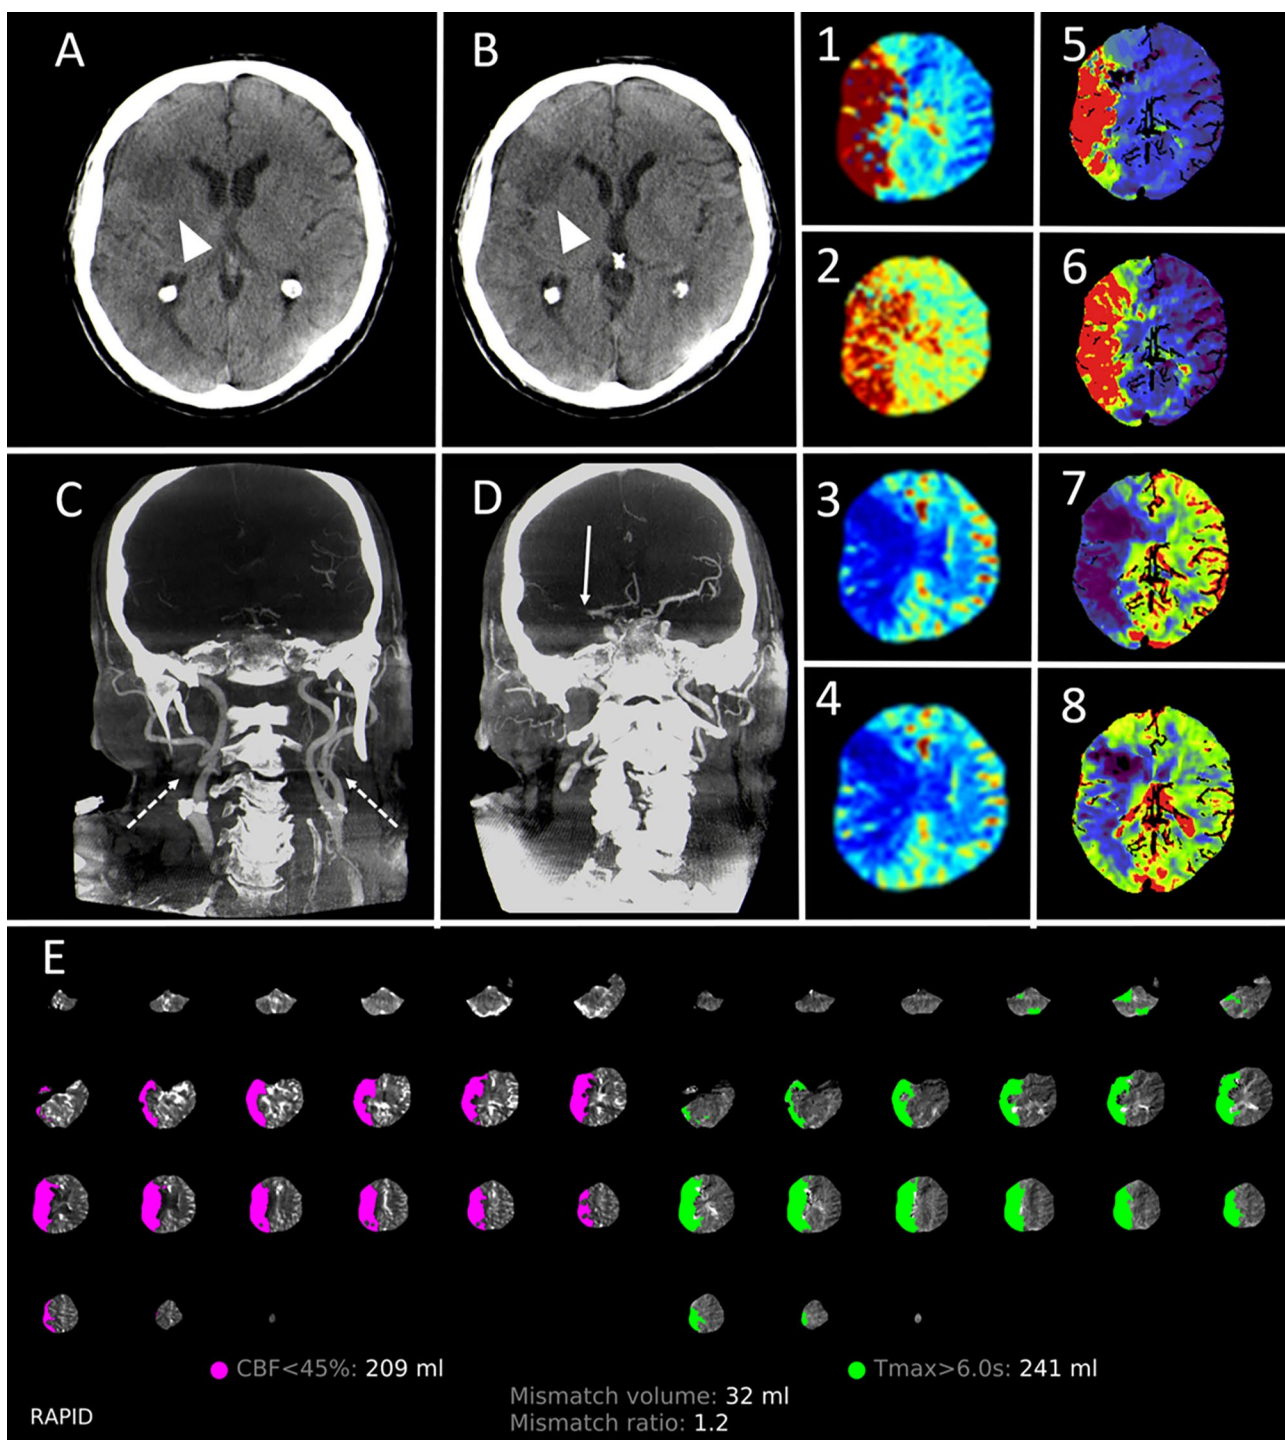 A
B
1
5
2
6
C
D
3
7
4
8
E
CBF<45%: 209 ml
Tmax>6.0s: 241 ml
Mismatch volume: 32 ml
Mismatch ratio: 1.2
RAPID